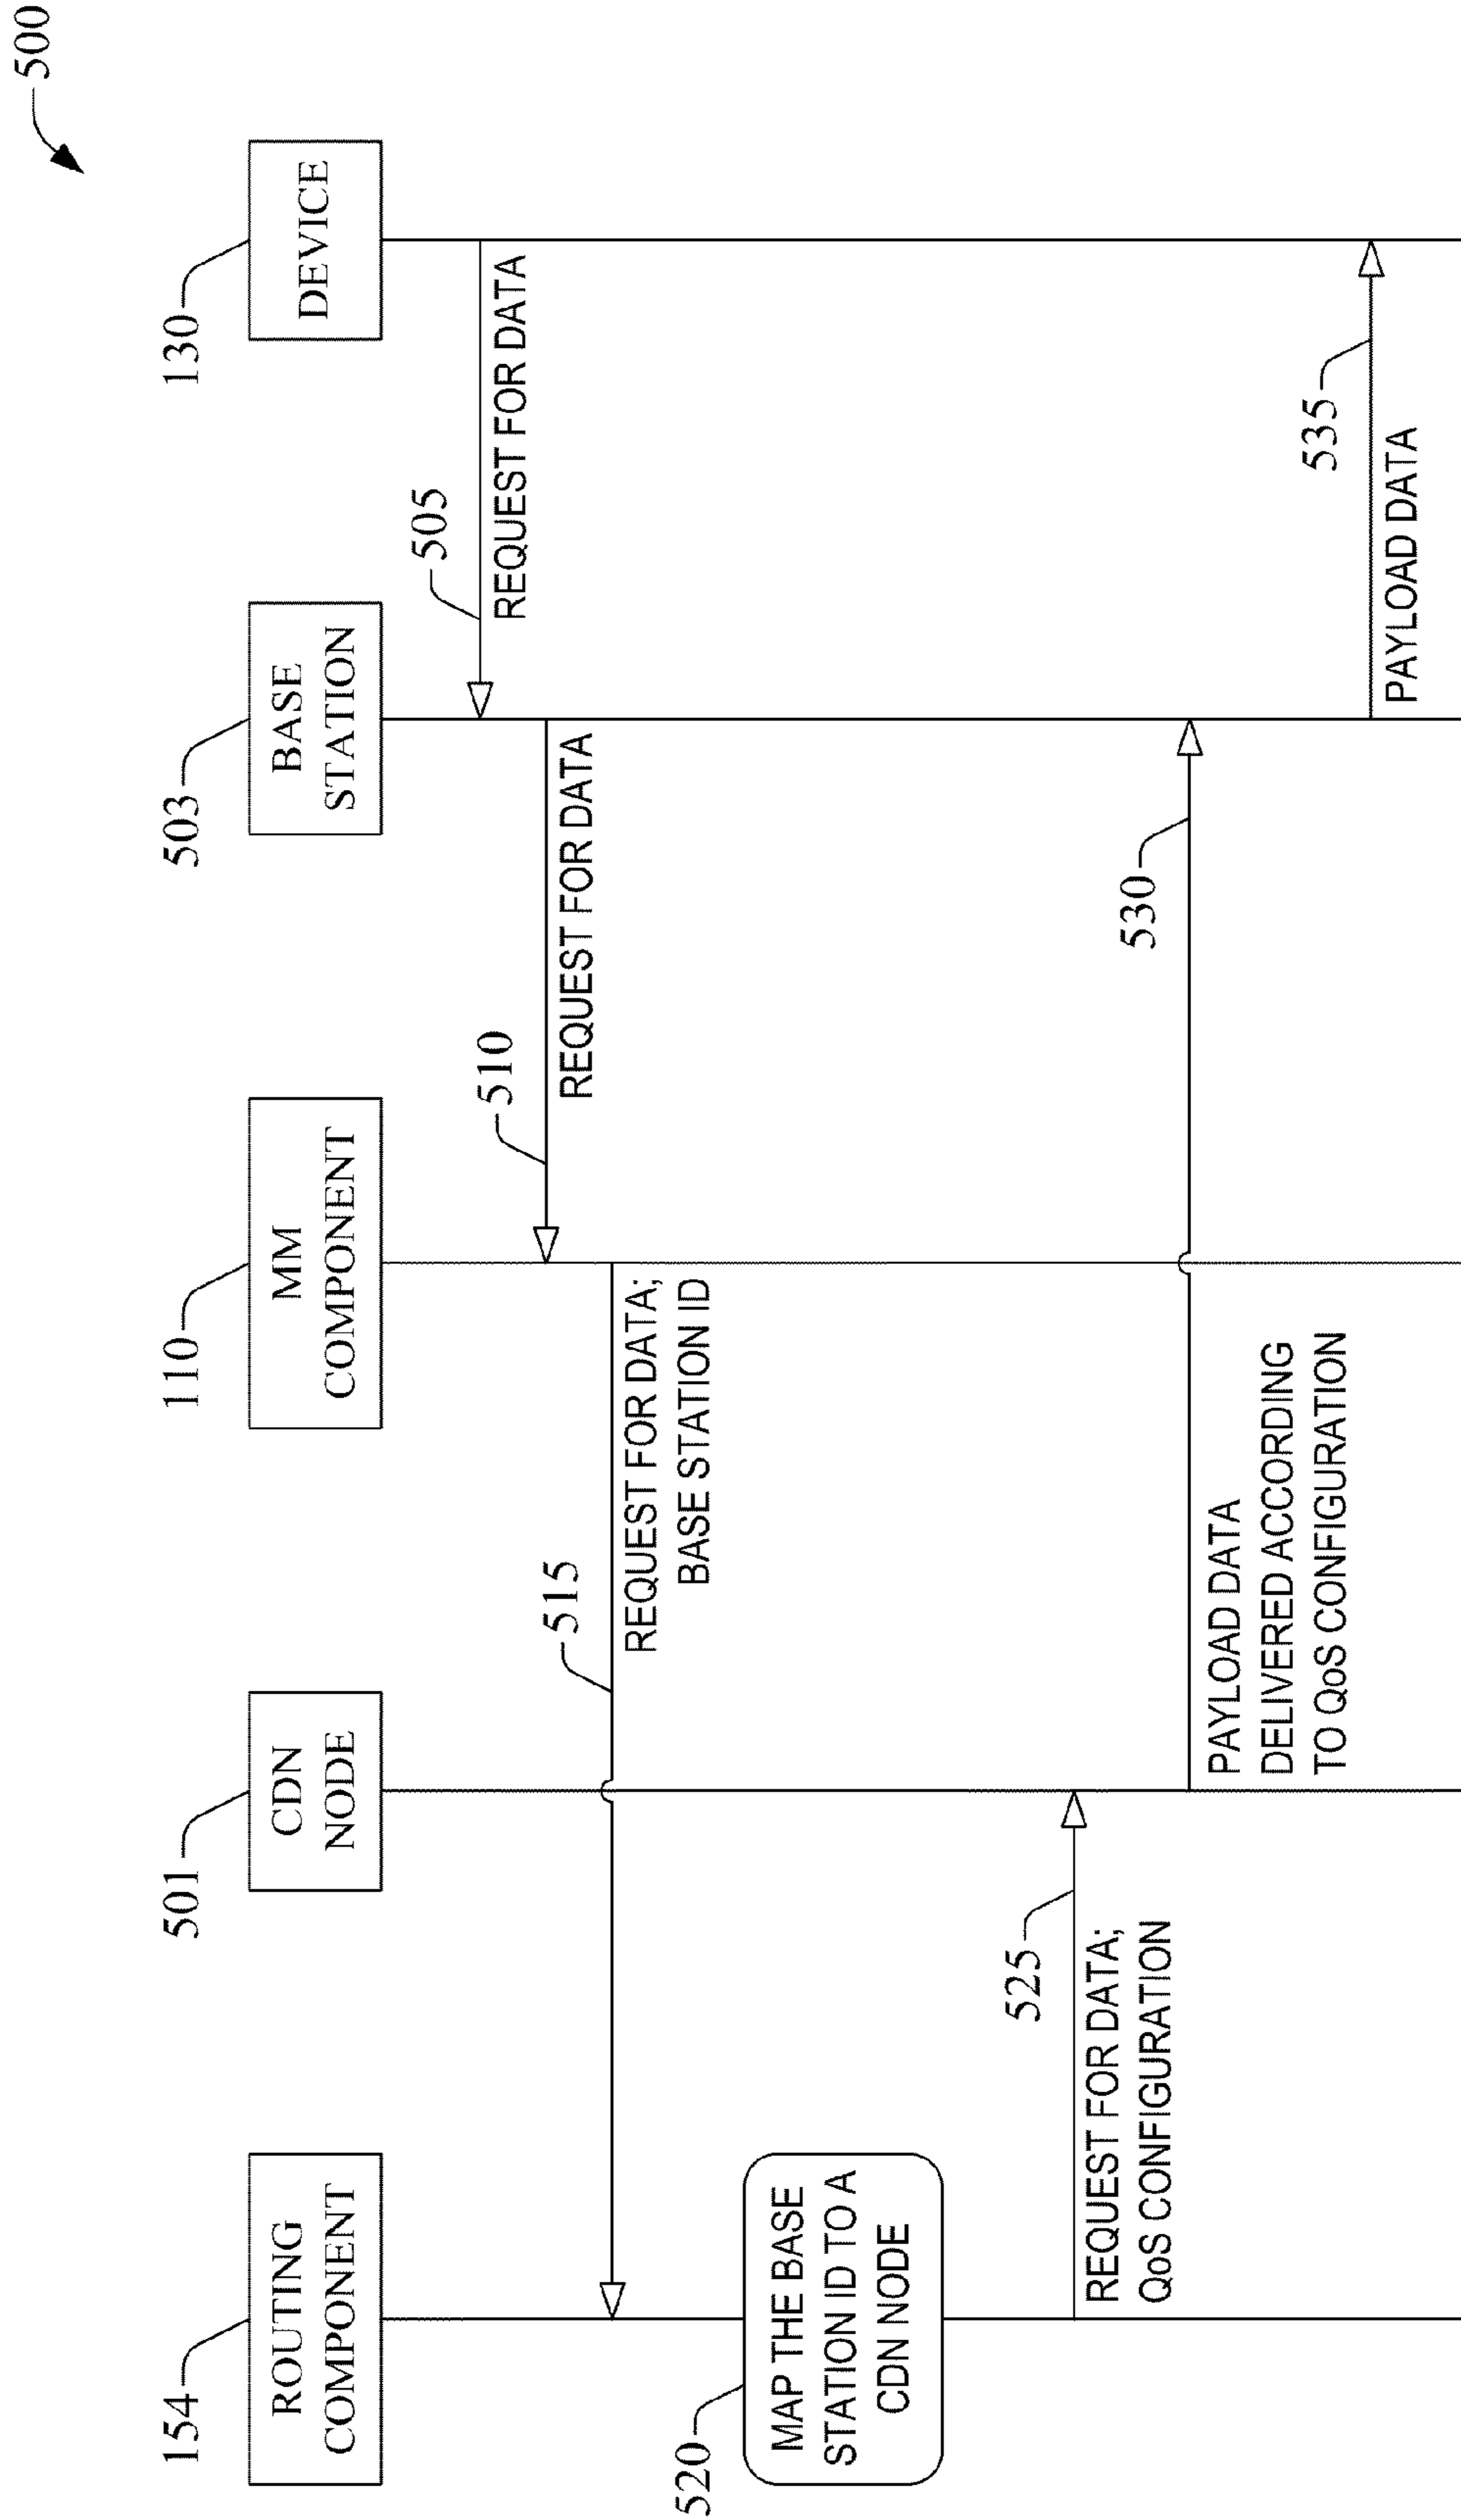 500
154
501
110
503
130
ROUTING
COMPONENT
CDN
NODE
MM
COMPONENT
BASE
STATION
DEVICE
505
REQUEST FOR DATA
510
REQUEST FOR DATA
515
REQUEST FOR DATA;
BASE STATION ID
520
MAP THE BASE
STATION ID TO A
CDN NODE
525
REQUEST FOR DATA;
QoS CONFIGURATION
530
PAYLOAD DATA
DELIVERED ACCORDING
TO QoS CONFIGURATION
535
PAYLOAD DATA